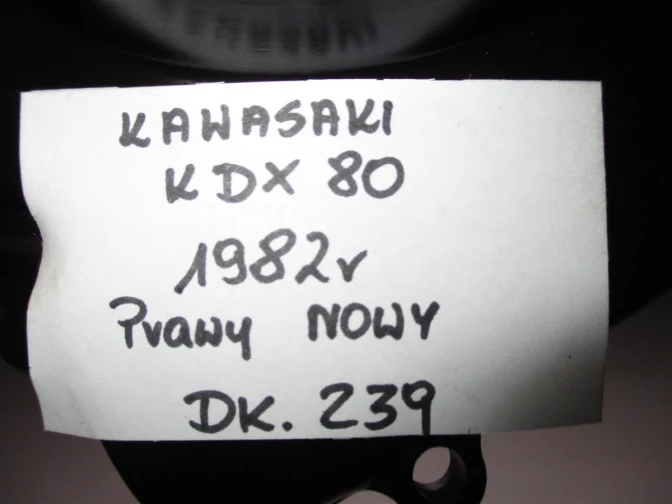 KAWASAKI
KDX 80
1982r
Prawy NOWY
DK. 239